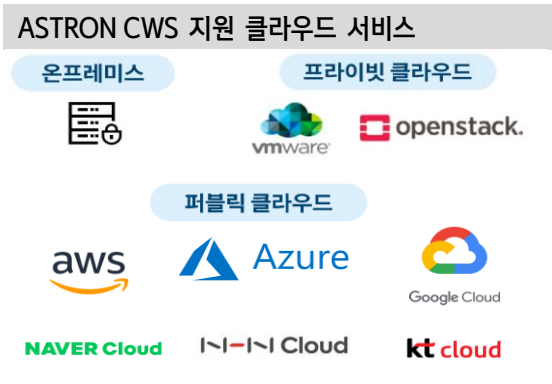 ASTRON CWS 지원 클라우드 서비스
온프레미스
프라이빗 클라우드
vmware
openstack.
퍼블릭 클라우드
aws
Azure
Google Cloud
NAVER Cloud
NHN Cloud
kt cloud